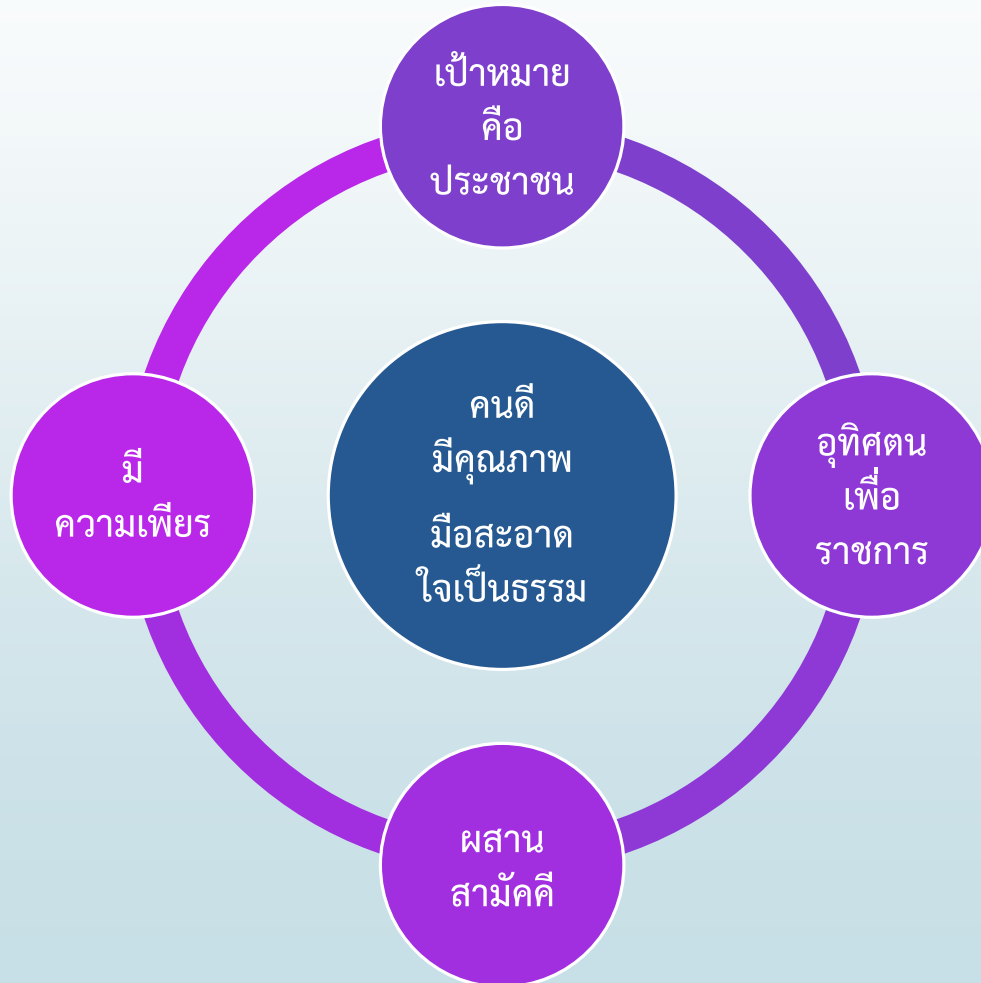 เป้าหมาย
คือ
ประชาชน
คนดี
มีคุณภาพ
มือสะอาด
ใจเป็นธรรม
มี
ความเพียร
อุทิศตน
เพื่อ
ราชการ
ผสาน
สามัคคี